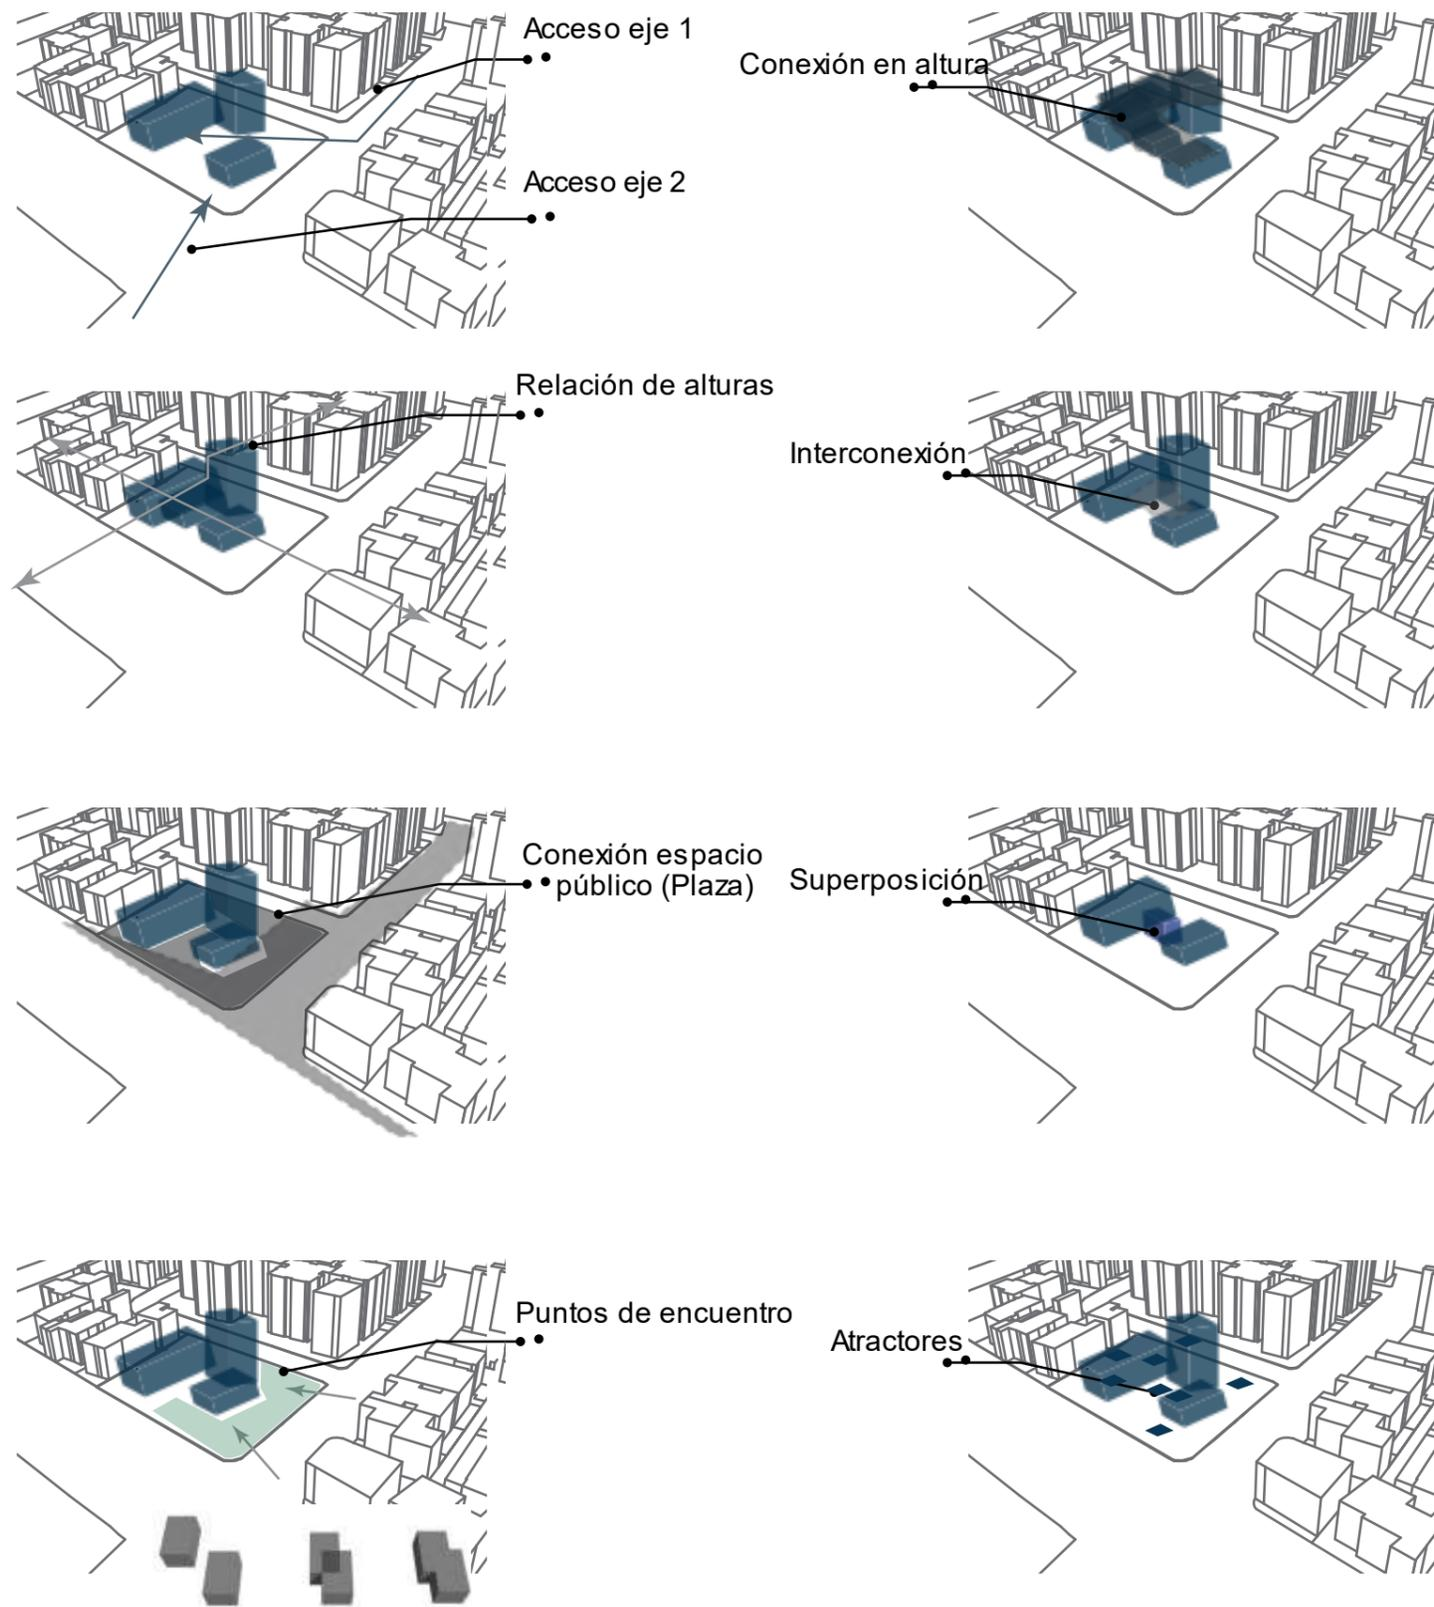 Acceso eje 1
Conexión en altura
Acceso eje 2
Relación de alturas
Interconexión
Conexión espacio
público (Plaza)
Superposición
Puntos de encuentro
Atractores